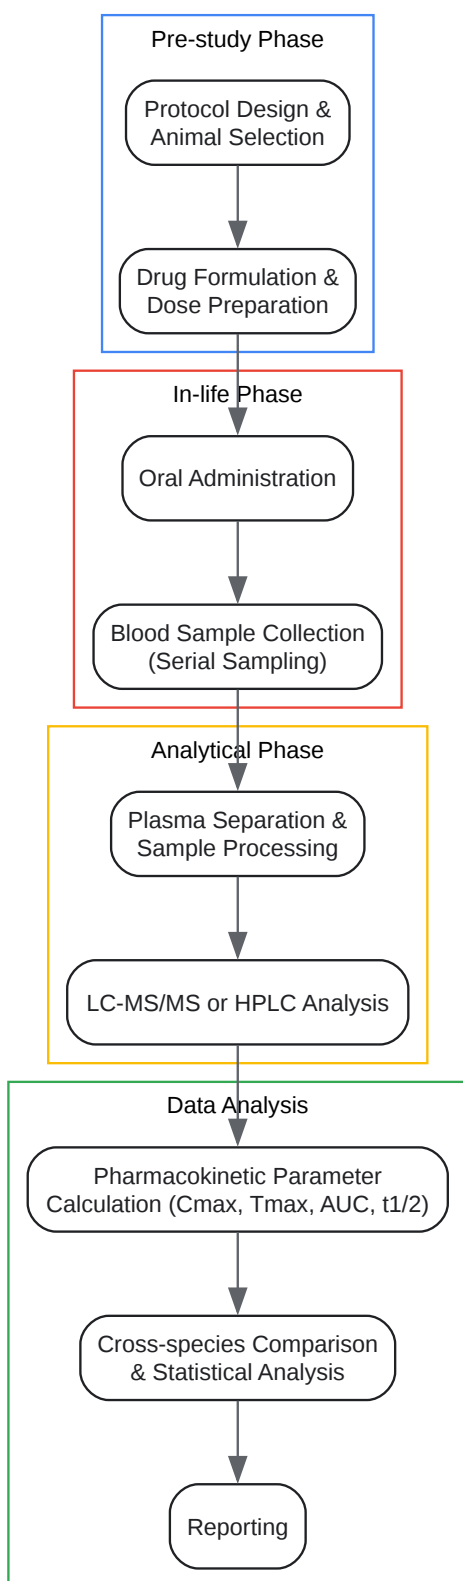 Pre-study Phase
Protocol Design &
Animal Selection
Drug Formulation &
Dose Preparation
In-life Phase
Oral Administration
Blood Sample Collection
(Serial Sampling)
Analytical Phase
Plasma Separation &
Sample Processing
LC-MS/MS or HPLC Analysis
Data Analysis
Pharmacokinetic Parameter
Calculation (Cmax, Tmax, AUC, t1/2)
Cross-species Comparison
& Statistical Analysis
Reporting